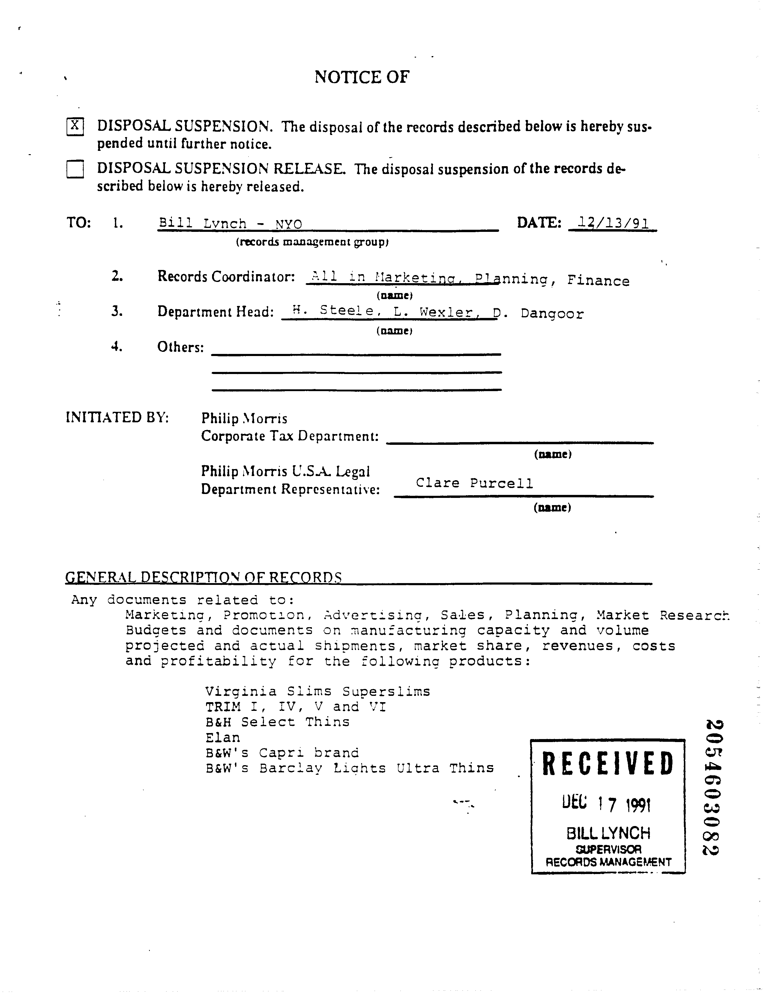 NOTICE OF
X DISPOSAL SUSPENSION. The disposal of the records described below is hereby sus-
pended until further notice.
DISPOSAL SUSPENSION RELEASE. The disposal suspension of the records de-
scribed below is hereby released.
TO: 1. Bill Lynch - NYO DATE: 12/13/91
(records management group)
2. Records Coordinator: All in Marketing, Planning, Finance
(name)
3. Department Head: H. Steele, L. Wexler, D. Dangoor
(name)
4. Others:
INITIATED BY: Philip Morris
Corporate Tax Department:
(name)
Philip Morris U.S.A. Legal
Department Representative: Clare Purcell
(name)
GENERAL DESCRIPTION OF RECORDS
Any documents related to:
Marketing, Promotion, Advertising, Sales, Planning, Market Research
Budgets and documents on manufacturing capacity and volume
projected and actual shipments, market share, revenues, costs
and profitability for the following products:
Virginia Slims Superslims
TRIM I, IV, V and VI
B&H Select Thins
Elan
B&W's Capri brand
B&W's Barclay Lights Ultra Thins
RECEIVED
DEC 17 1991
BILL LYNCH
SUPERVISOR
RECORDS MANAGEMENT
2054603082